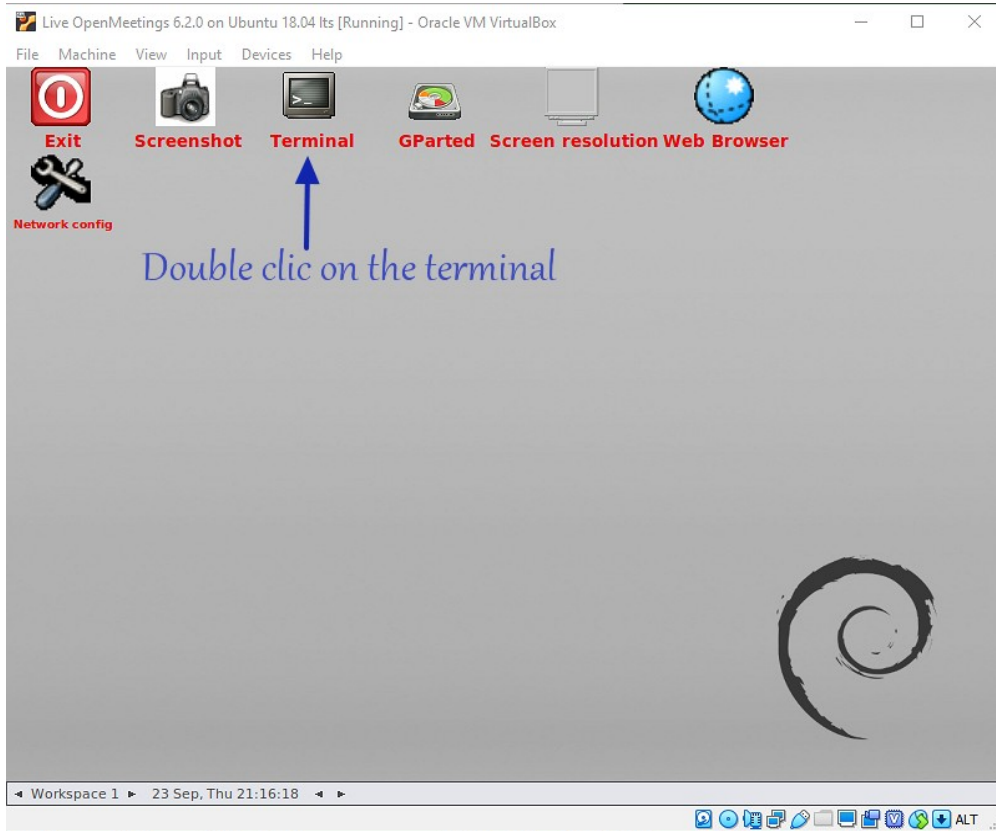 Live OpenMeetings 6.2.0 on Ubuntu 18.04 lts [Running] - Oracle VM VirtualBox
File Machine View Input Devices Help
Exit Screenshot Terminal GParted Screen resolution Web Browser
Network config
Double clic on the terminal
Workspace 1 23 Sep, Thu 21:16:18
ALT